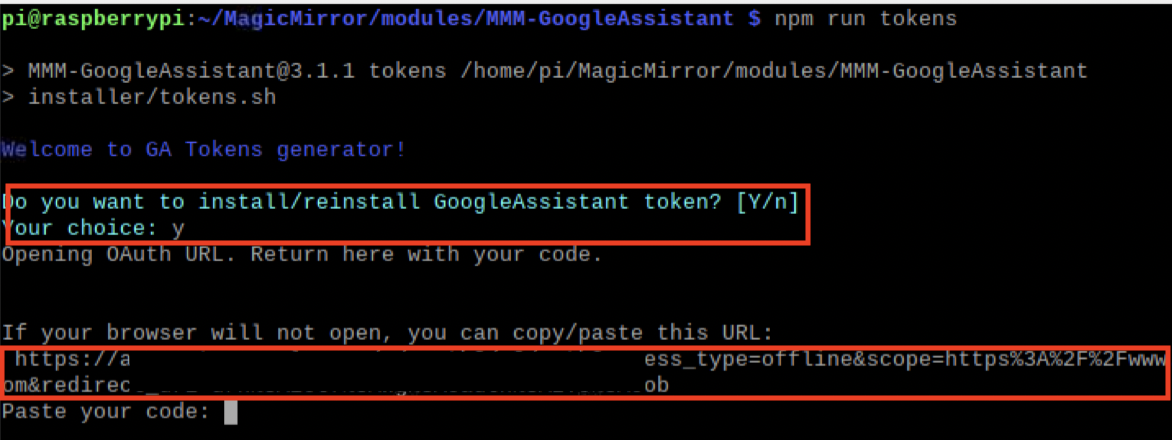 pi@raspberrypi:~/MagicMirror/modules/MMM-GoogleAssistant $ npm run tokens
> MMM-GoogleAssistant@3.1.1 tokens /home/pi/MagicMirror/modules/MMM-GoogleAssistant
> installer/tokens.sh
Welcome to GA Tokens generator!
Do you want to install/reinstall GoogleAssistant token? [Y/n]
Your choice: y
Opening OAuth URL. Return here with your code.
If your browser will not open, you can copy/paste this URL:
https://a ess_type=offline&scope=https%3A%2F%2Fwww
om&redirec ob
Paste your code: